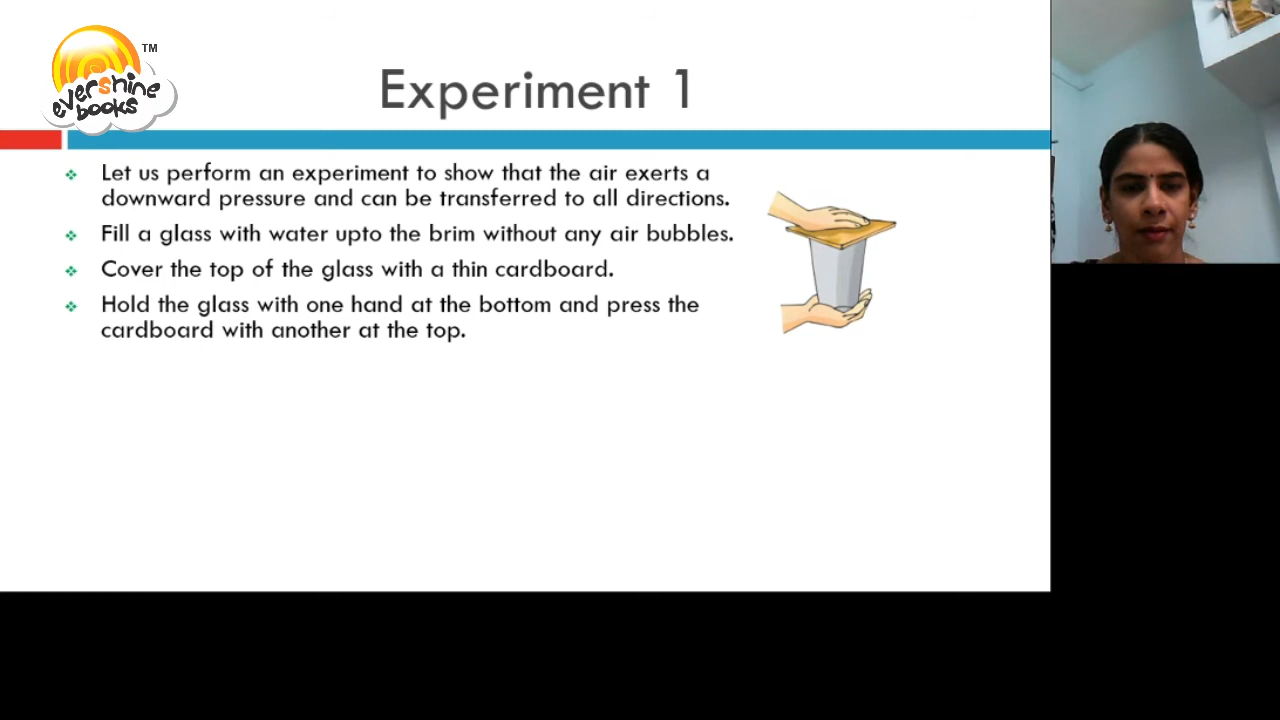 evershine
books
TM
Experiment 1
Let us perform an experiment to show that the air exerts a
downward pressure and can be transferred to all directions.
Fill a glass with water upto the brim without any air bubbles.
Cover the top of the glass with a thin cardboard.
Hold the glass with one hand at the bottom and press the
cardboard with another at the top.